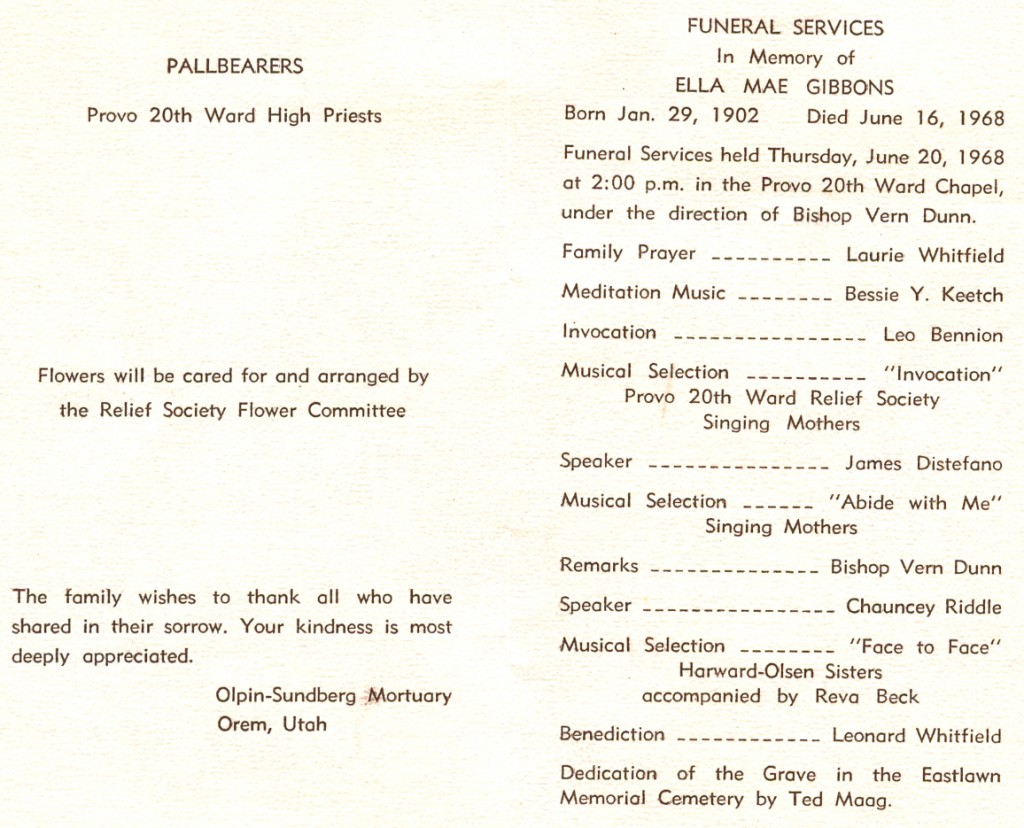 PALLBEARERS
Provo 20th Ward High Priests
Flowers will be cared for and arranged by
the Relief Society Flower Committee
The family wishes to thank all who have
shared in their sorrow. Your kindness is most
deeply appreciated.
Olpin-Sundberg Mortuary
Orem, Utah
FUNERAL SERVICES
In Memory of
ELLA MAE GIBBONS
Born Jan. 29, 1902 Died June 16, 1968
Funeral Services held Thursday, June 20, 1968
at 2:00 p.m. in the Provo 20th Ward Chapel,
under the direction of Bishop Vern Dunn.
Family Prayer ---------- Laurie Whitfield
Meditation Music -------- Bessie Y. Keetch
Invocation ---------------- Leo Bennion
Musical Selection ---------- "Invocation"
Provo 20th Ward Relief Society
Singing Mothers
Speaker --------------- James Distefano
Musical Selection ------ "Abide with Me"
Singing Mothers
Remarks -------------- Bishop Vern Dunn
Speaker ---------------- Chauncey Riddle
Musical Selection -------- "Face to Face"
Harward-Olsen Sisters
accompanied by Reva Beck
Benediction ------------ Leonard Whitfield
Dedication of the Grave in the Eastlawn
Memorial Cemetery by Ted Maag.